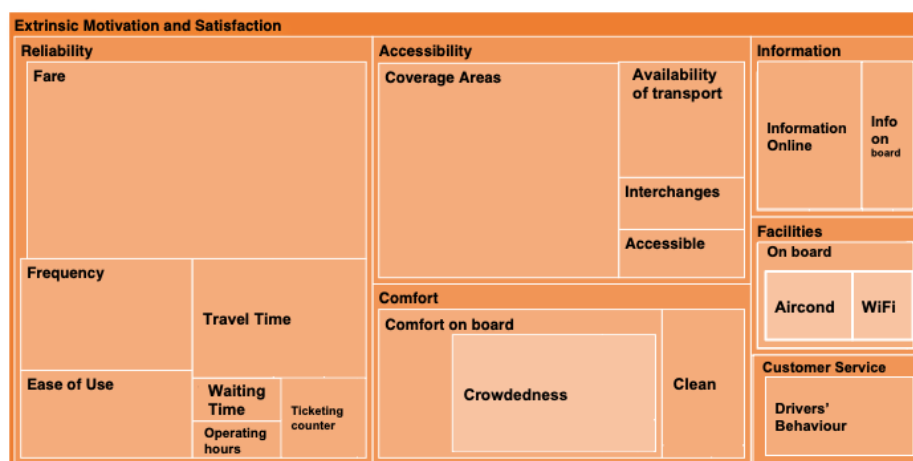 Extrinsic Motivation and Satisfaction
Reliability
Fare
Frequency
Travel Time
Ease of Use
Waiting
Time
Operating
hours
Ticketing
counter
Accessibility
Coverage Areas
Availability
of transport
Interchanges
Accessible
Comfort
Comfort on board
Crowdedness
Clean
Information
Information
Online
Info
on
board
Facilities
On board
Aircond
WiFi
Customer Service
Drivers’
Behaviour